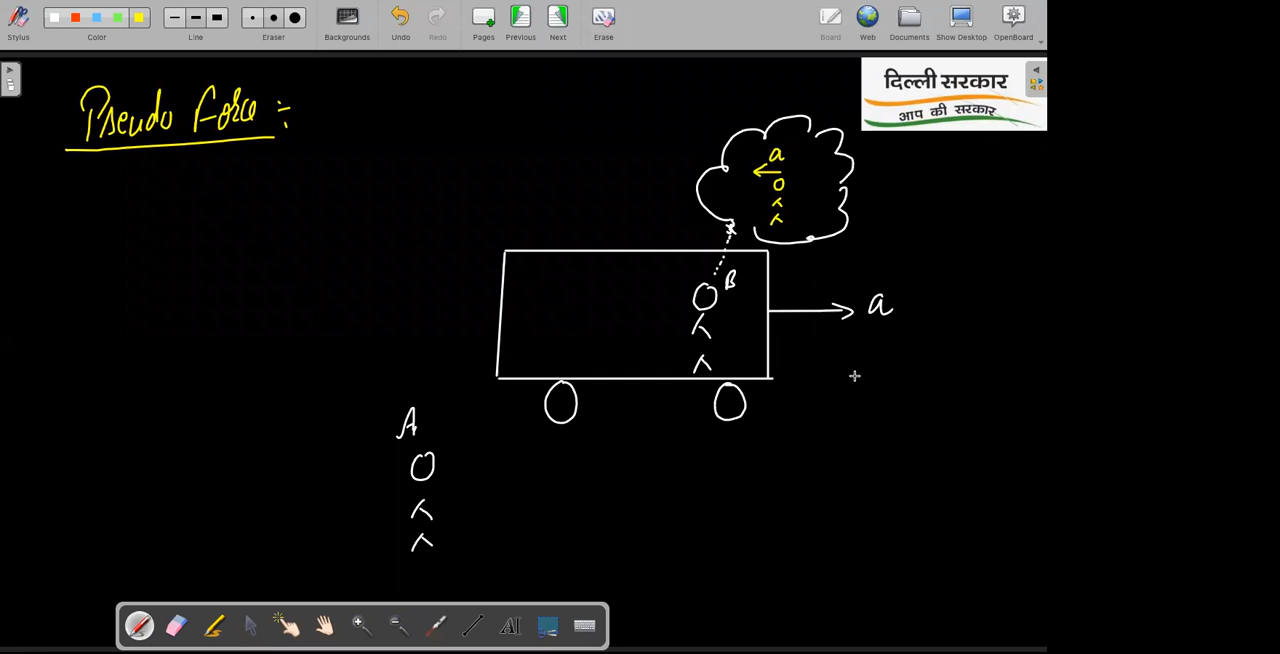 Stylus
Color
Line
Eraser
Backgrounds
Undo
Redo
Pages
Previous
Next
Erase
Board
Web
Documents
Show Desktop
OpenBoard
Pseudo Force :-
दिल्ली सरकार
आप की सरकार
a
B
a
A
AI